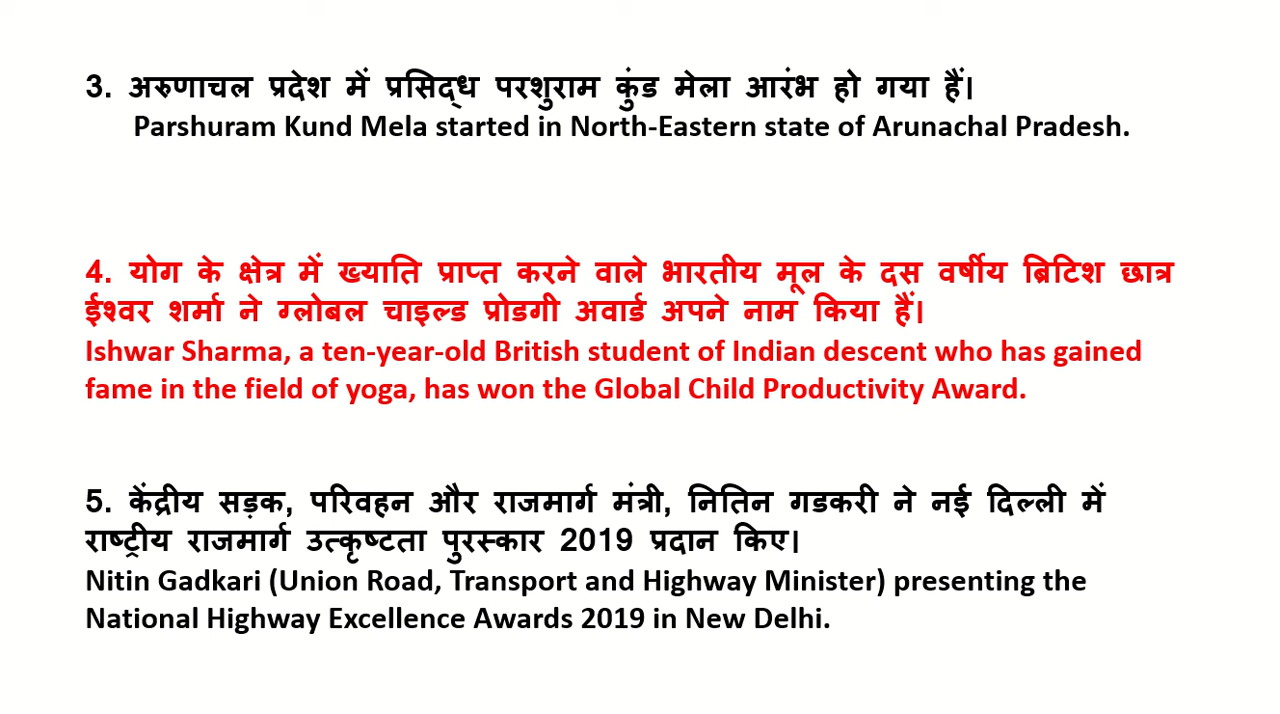 3. अरुणाचल प्रदेश में प्रसिद्ध परशुराम कुंड मेला आरंभ हो गया हैं।
Parshuram Kund Mela started in North-Eastern state of Arunachal Pradesh.
4. योग के क्षेत्र में ख्याति प्राप्त करने वाले भारतीय मूल के दस वर्षीय ब्रिटिश छात्र
ईश्वर शर्मा ने ग्लोबल चाइल्ड प्रोडगी अवार्ड अपने नाम किया हैं।
Ishwar Sharma, a ten-year-old British student of Indian descent who has gained
fame in the field of yoga, has won the Global Child Productivity Award.
5. केंद्रीय सड़क, परिवहन और राजमार्ग मंत्री, नितिन गडकरी ने नई दिल्ली में
राष्ट्रीय राजमार्ग उत्कृष्टता पुरस्कार 2019 प्रदान किए।
Nitin Gadkari (Union Road, Transport and Highway Minister) presenting the
National Highway Excellence Awards 2019 in New Delhi.